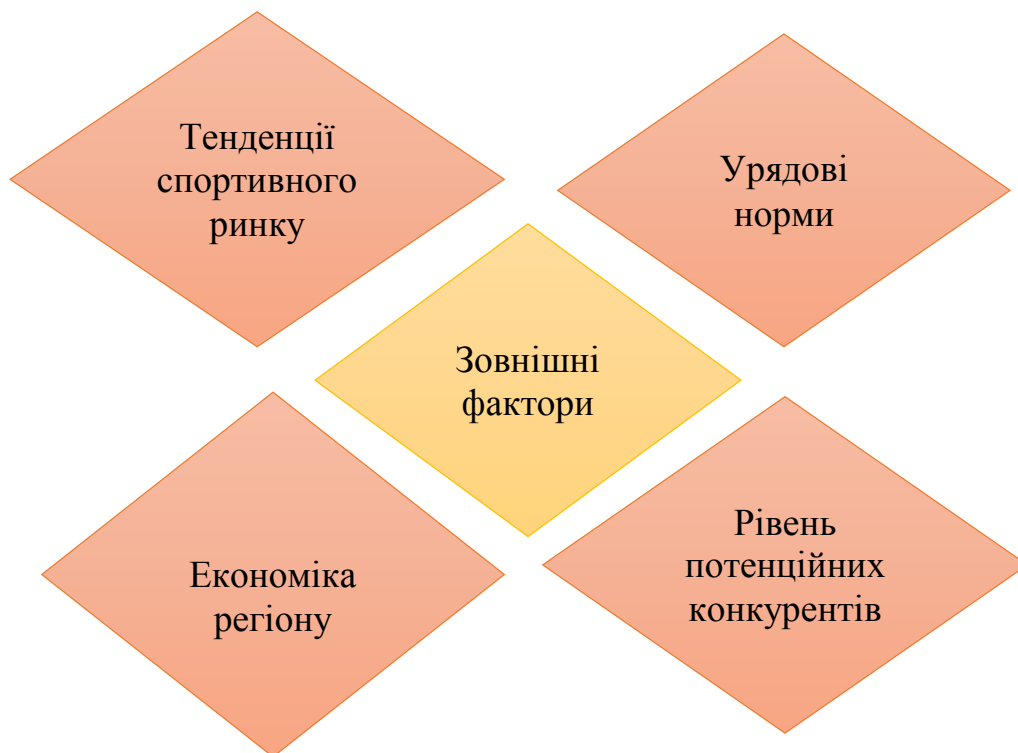 Тенденції
спортивного
ринку
Урядові
норми
Зовнішні
фактори
Економіка
регіону
Рівень
потенційних
конкурентів